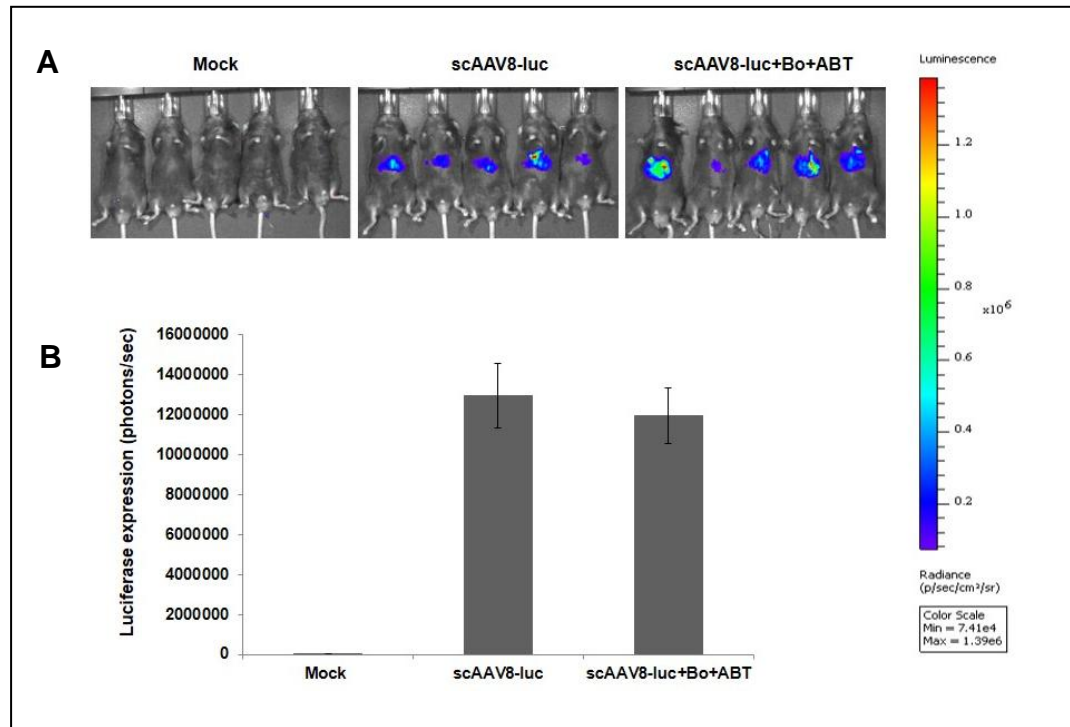 A
Mock
scAAV8-luc
scAAV8-luc+Bo+ABT
Luminescence
1.2
1.0
0.8
x10⁶
0.6
0.4
0.2
Radiance
(p/sec/cm²/sr)
Color Scale
Min = 7.41e4
Max = 1.39e6
B
Luciferase expression (photons/sec)
16000000
14000000
12000000
10000000
8000000
6000000
4000000
2000000
0
Mock
scAAV8-luc
scAAV8-luc+Bo+ABT